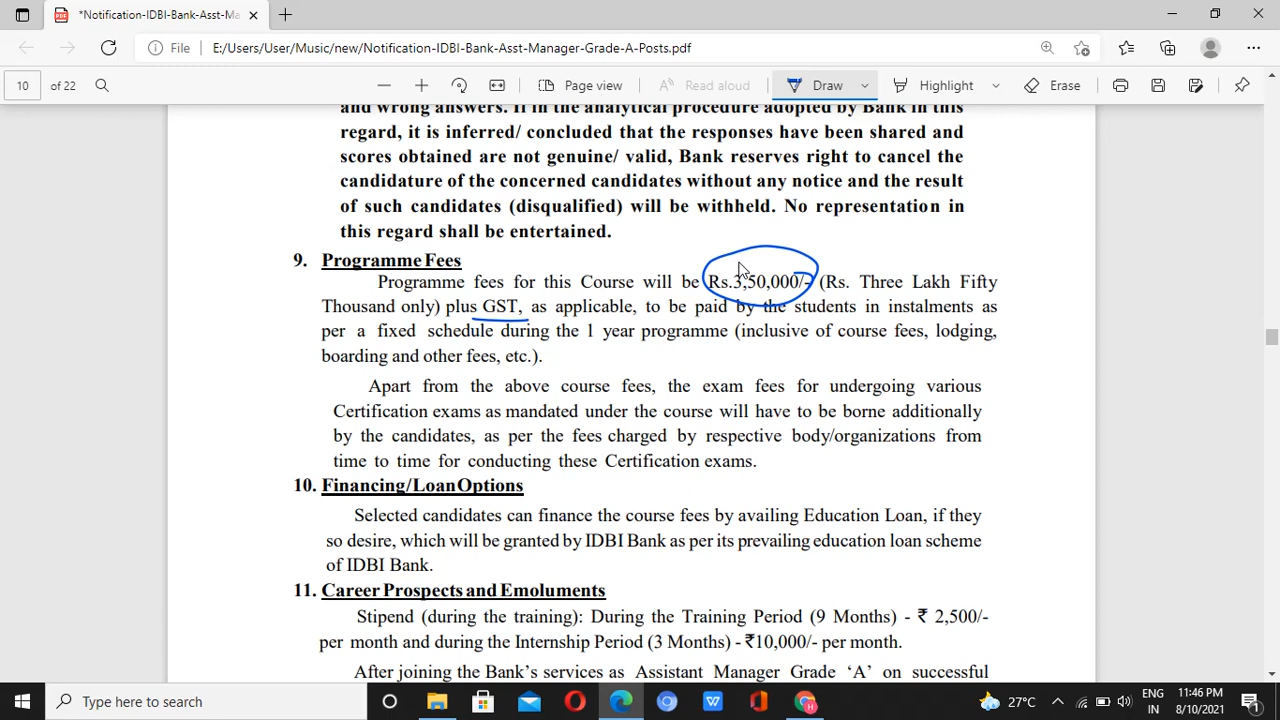 *Notification-IDBI-Bank-Asst-Ma
File E:/Users/User/Music/new/Notification-IDBI-Bank-Asst-Manager-Grade-A-Posts.pdf
10 of 22 Page view Read aloud Draw Highlight Erase
and wrong answers. If in the analytical procedure adopted by Bank in this
regard, it is inferred/ concluded that the responses have been shared and
scores obtained are not genuine/ valid, Bank reserves right to cancel the
candidature of the concerned candidates without any notice and the result
of such candidates (disqualified) will be withheld. No representation in
this regard shall be entertained.
9. Programme Fees
Programme fees for this Course will be Rs.3,50,000/- (Rs. Three Lakh Fifty
Thousand only) plus GST, as applicable, to be paid by the students in instalments as
per a fixed schedule during the 1 year programme (inclusive of course fees, lodging,
boarding and other fees, etc.).
Apart from the above course fees, the exam fees for undergoing various
Certification exams as mandated under the course will have to be borne additionally
by the candidates, as per the fees charged by respective body/organizations from
time to time for conducting these Certification exams.
10. Financing/Loan Options
Selected candidates can finance the course fees by availing Education Loan, if they
so desire, which will be granted by IDBI Bank as per its prevailing education loan scheme
of IDBI Bank.
11. Career Prospects and Emoluments
Stipend (during the training): During the Training Period (9 Months) - ₹ 2,500/-
per month and during the Internship Period (3 Months) - ₹10,000/- per month.
After joining the Bank's services as Assistant Manager Grade 'A' on successful
Type here to search
27°C
ENG
IN
11:46 PM
8/10/2021